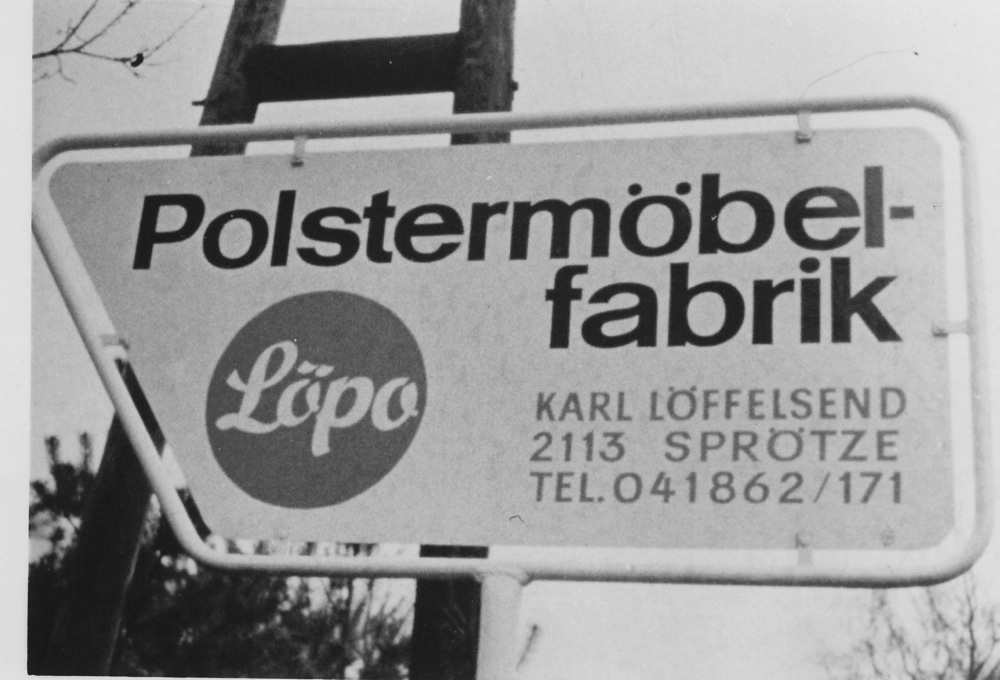 Polstermöbel-
fabrik
Löpo
KARL LÖFFELSEND
2113 SPRÖTZE
TEL.041862/171